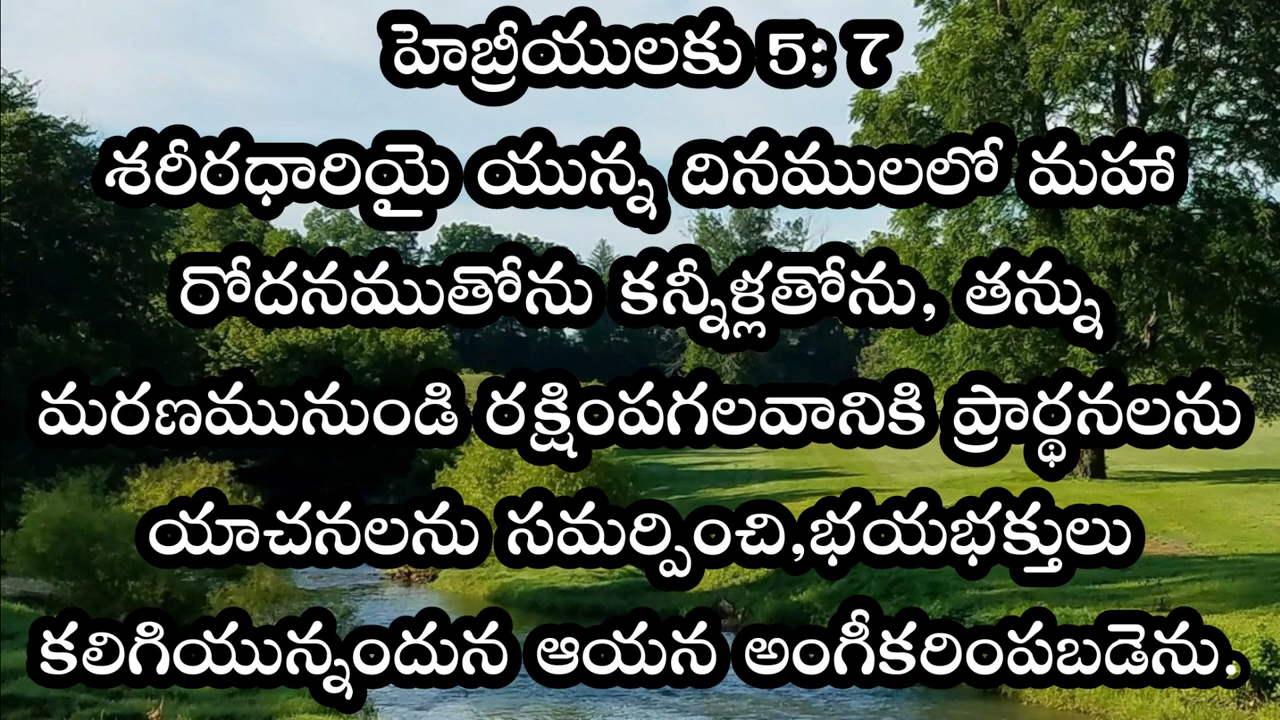 హెబ్రీయులకు 5: 7
శరీరధారియై యున్న దినములలో మహా
రోదనముతోను కన్నీళ్లతోను, తన్ను
మరణమునుండి రక్షింపగలవానికి ప్రార్థనలను
యాచనలను సమర్పించి,భయభక్తులు
కలిగియున్నందున ఆయన అంగీకరింపబడెను.